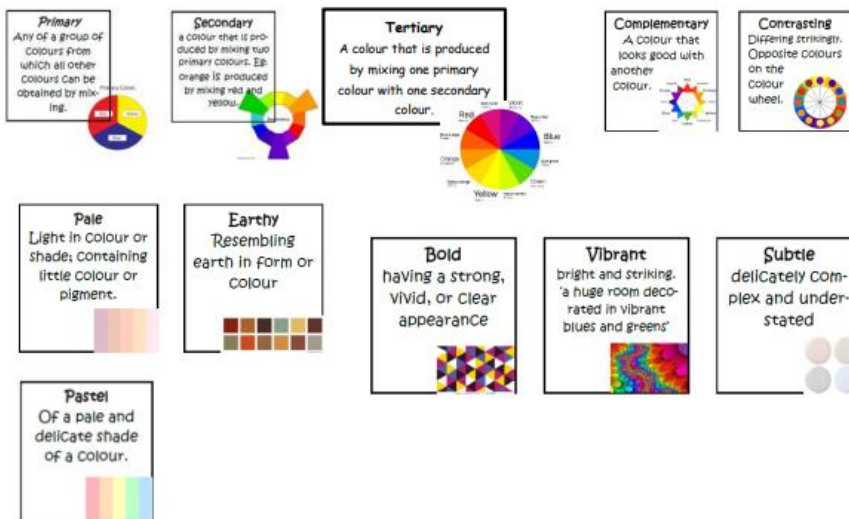 Primary
Any of a group of
colours from
which all other
colours can be
obtained by mix-
ing.
Secondary
a colour that is pro-
duced by mixing two
primary colours. Eg:
orange is produced
by mixing red and
yellow.
Tertiary
A colour that is produced
by mixing one primary
colour with one secondary
colour.
Red
Violet
Blue
Green
Yellow
Orange
Complementary
A colour that
looks good with
another
colour.
Contrasting
Differing strikingly.
Opposite colours
on the
colour
wheel.
Pale
Light in colour or
shade; containing
little colour or
pigment.
Earthy
Resembling
earth in form or
colour
Bold
having a strong,
vivid, or clear
appearance
Vibrant
bright and striking.
'a huge room deco-
rated in vibrant
blues and greens'
Subtle
delicately com-
plex and under-
stated
Pastel
Of a pale and
delicate shade
of a colour.